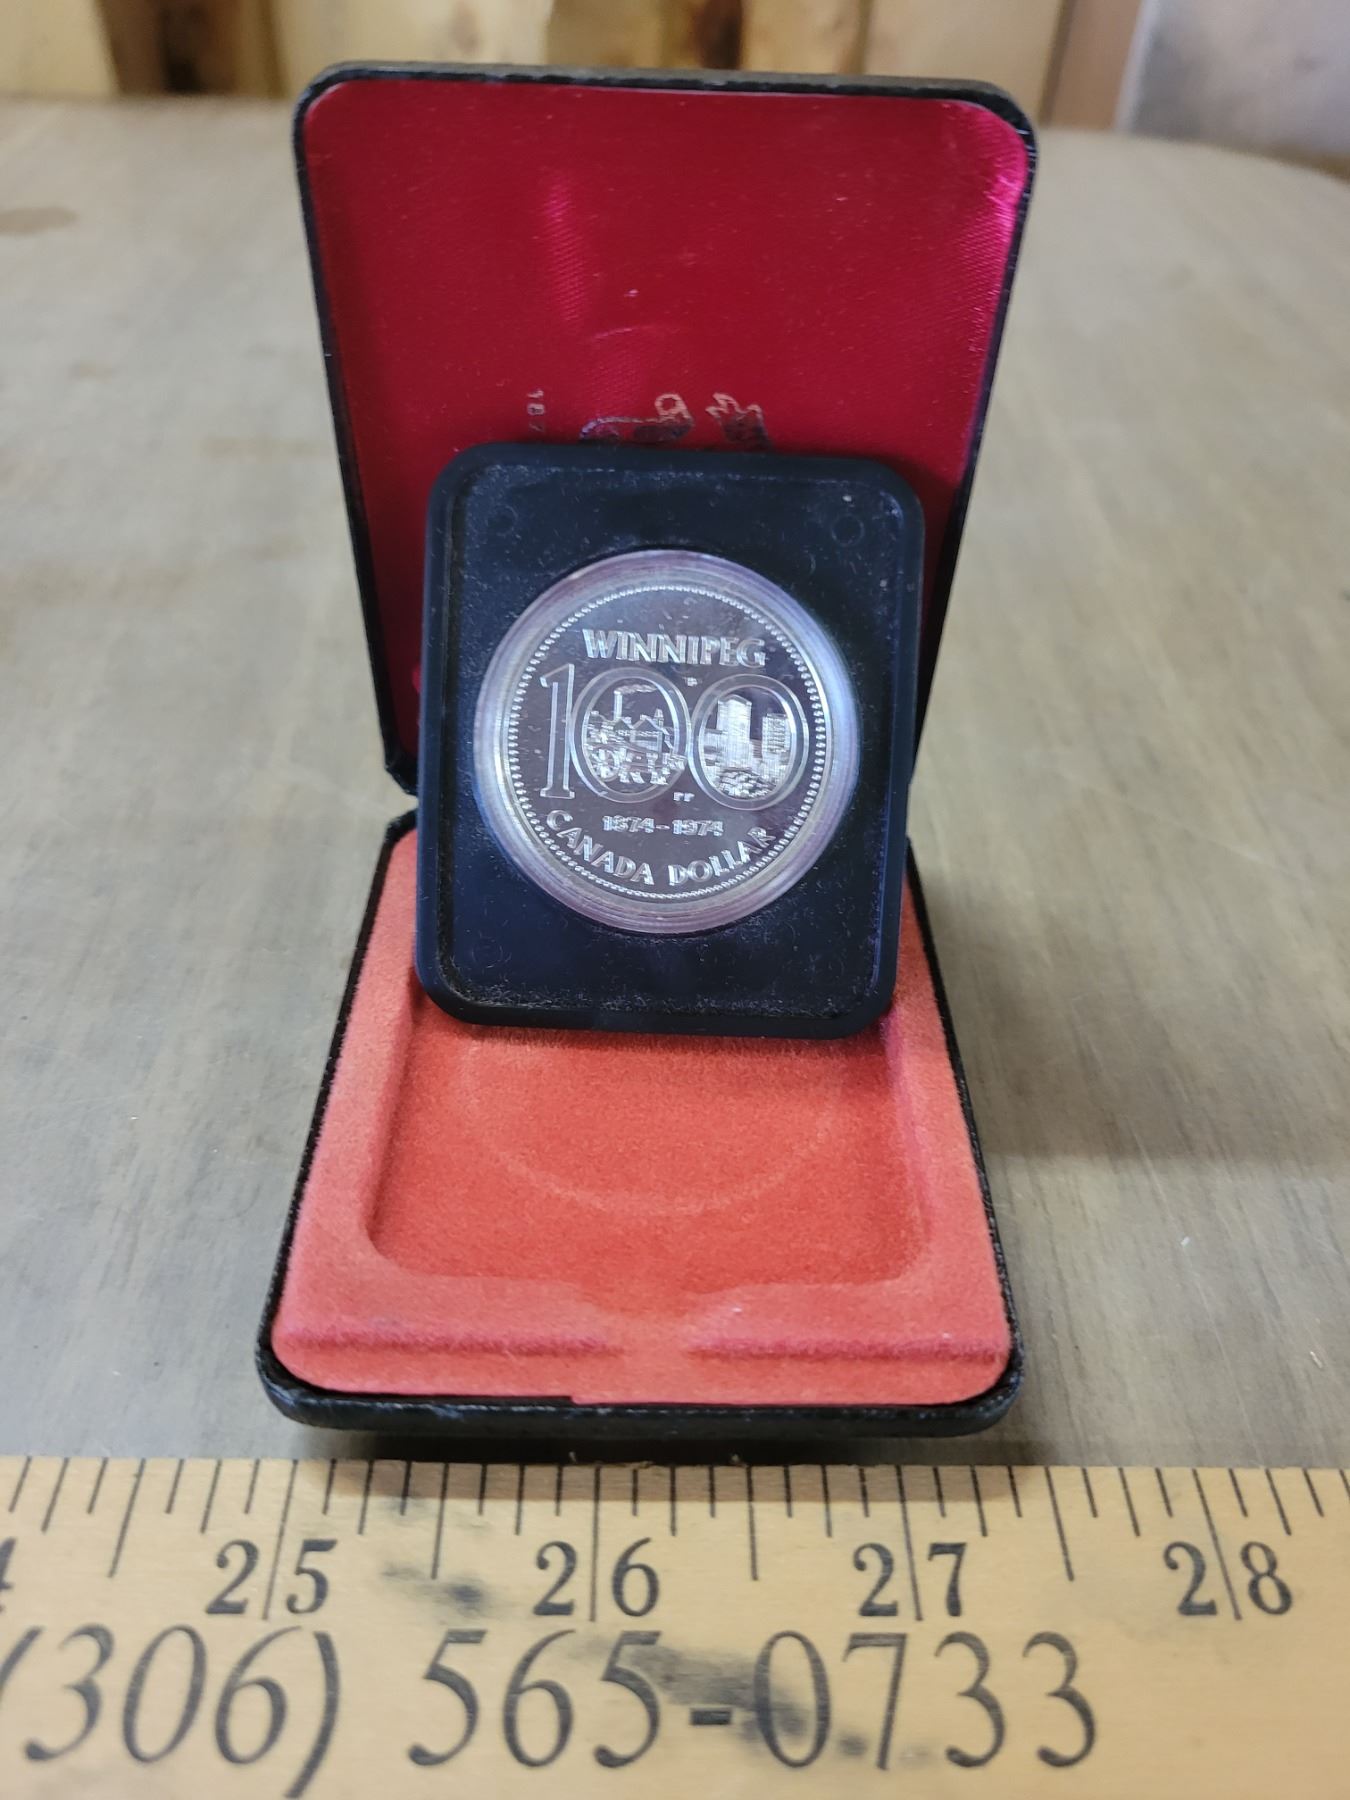 WINNIPEG
100
1874-1974
CANADA DOLLAR
25 26 27 28
(306) 565-0733